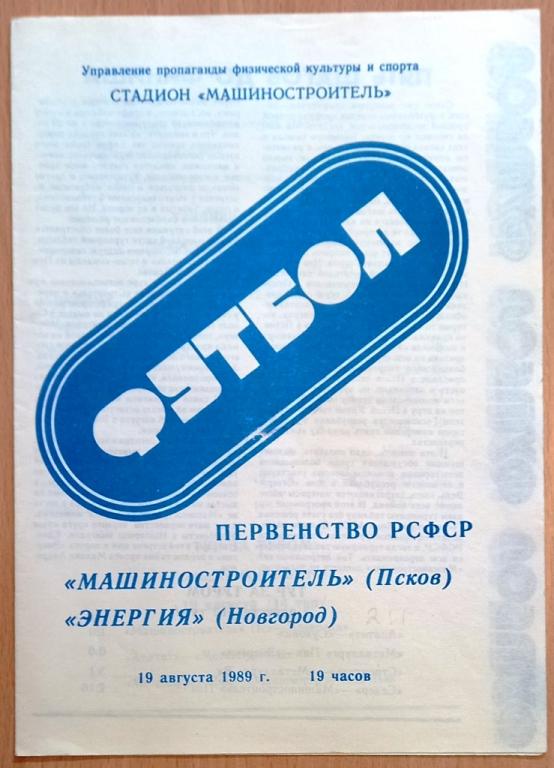 Управление пропаганды физической культуры и спорта
СТАДИОН «МАШИНОСТРОИТЕЛЬ»
ФУТБОЛ
ПЕРВЕНСТВО РСФСР
«МАШИНОСТРОИТЕЛЬ» (Псков)
«ЭНЕРГИЯ» (Новгород)
19 августа 1989 г. 19 часов